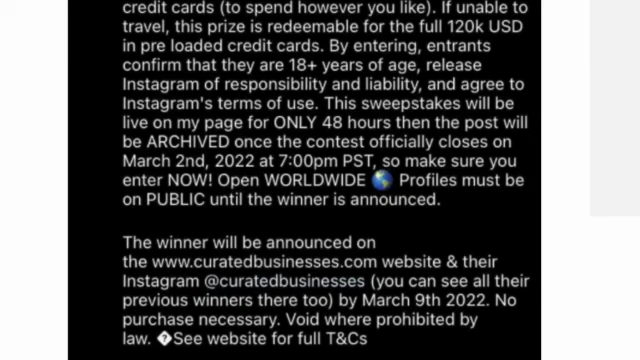 credit cards (to spend however you like). If unable to
travel, this prize is redeemable for the full 120k USD
in pre loaded credit cards. By entering, entrants
confirm that they are 18+ years of age, release
Instagram of responsibility and liability, and agree to
Instagram's terms of use. This sweepstakes will be
live on my page for ONLY 48 hours then the post will
be ARCHIVED once the contest officially closes on
March 2nd, 2022 at 7:00pm PST, so make sure you
enter NOW! Open WORLDWIDE 🌎 Profiles must be
on PUBLIC until the winner is announced.
The winner will be announced on
the www.curatedbusinesses.com website & their
Instagram @curatedbusinesses (you can see all their
previous winners there too) by March 9th 2022. No
purchase necessary. Void where prohibited by
law. �See website for full T&Cs